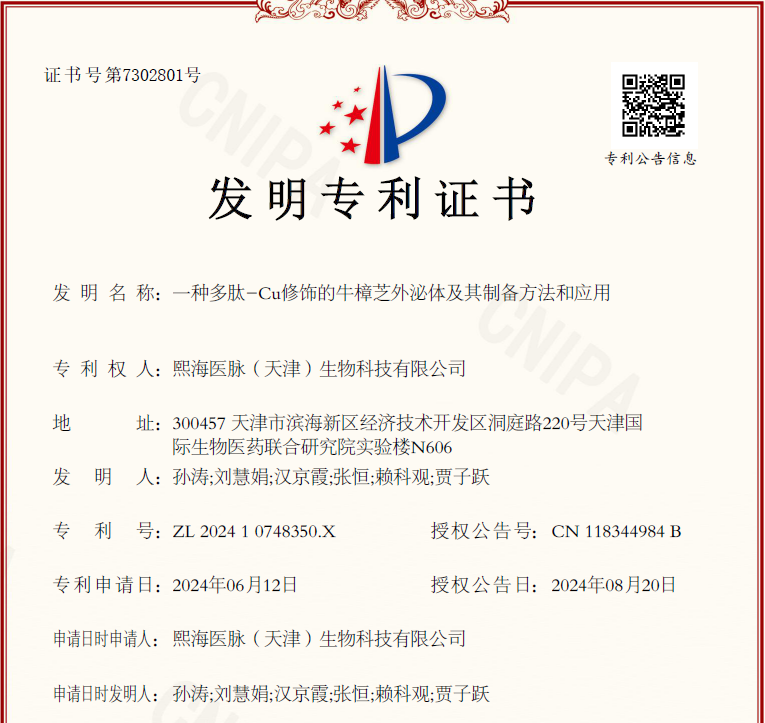 证书号第7302801号
专利公告信息
发明专利证书
发明名称：一种多肽-Cu修饰的牛樟芝外泌体及其制备方法和应用
专利权人：熙海医脉（天津）生物科技有限公司
地址：300457 天津市滨海新区经济技术开发区洞庭路220号天津国
际生物医药联合研究院实验楼N606
发明人：孙涛;刘慧娟;汉京霞;张恒;赖科观;贾子跃
专利号：ZL 2024 1 0748350.X 授权公告号：CN 118344984 B
专利申请日：2024年06月12日 授权公告日：2024年08月20日
申请日时申请人：熙海医脉（天津）生物科技有限公司
申请日时发明人：孙涛;刘慧娟;汉京霞;张恒;赖科观;贾子跃
CNIPA
CNIPA